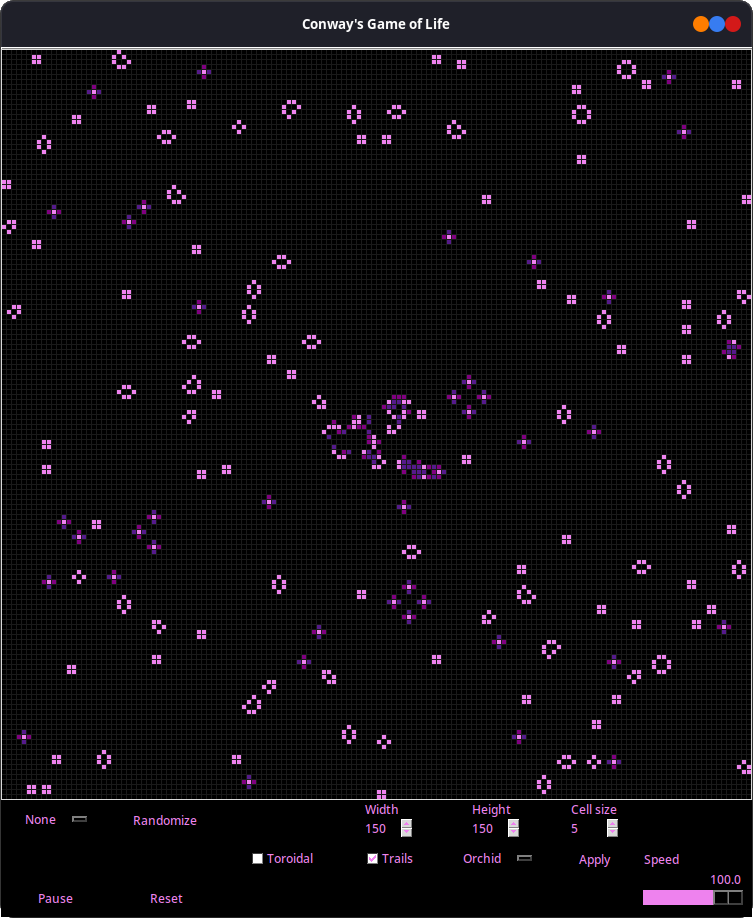 Conway's Game of Life
Width Height Cell size
None Randomize 150 150 5
Toroidal Trails Orchid Apply Speed
100.0
Pause Reset